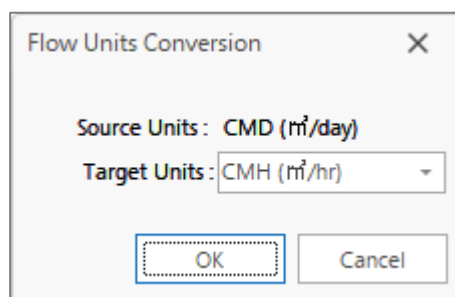 Flow Units Conversion
Source Units : CMD (㎥/day)
Target Units : CMH (㎥/hr)
OK
Cancel